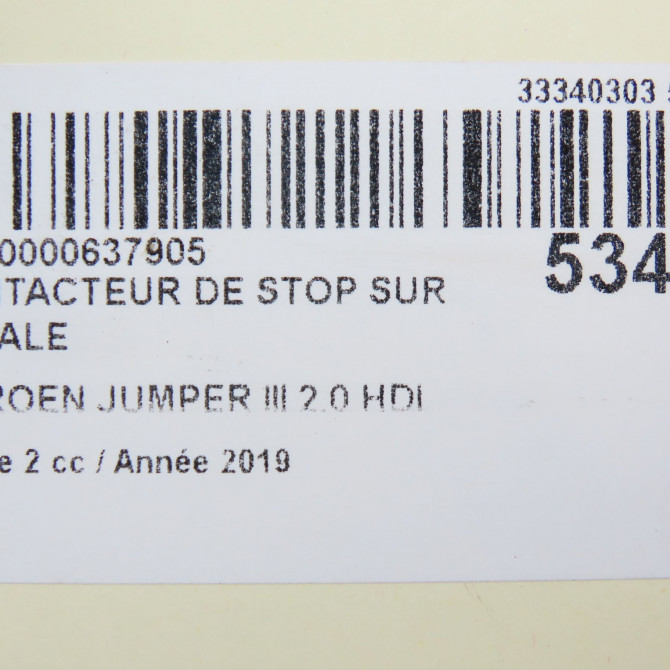 33340303
0000637905
534
NTACTEUR DE STOP SUR
ALE
ROEN JUMPER III 2.0 HDI
e 2 cc / Année 2019